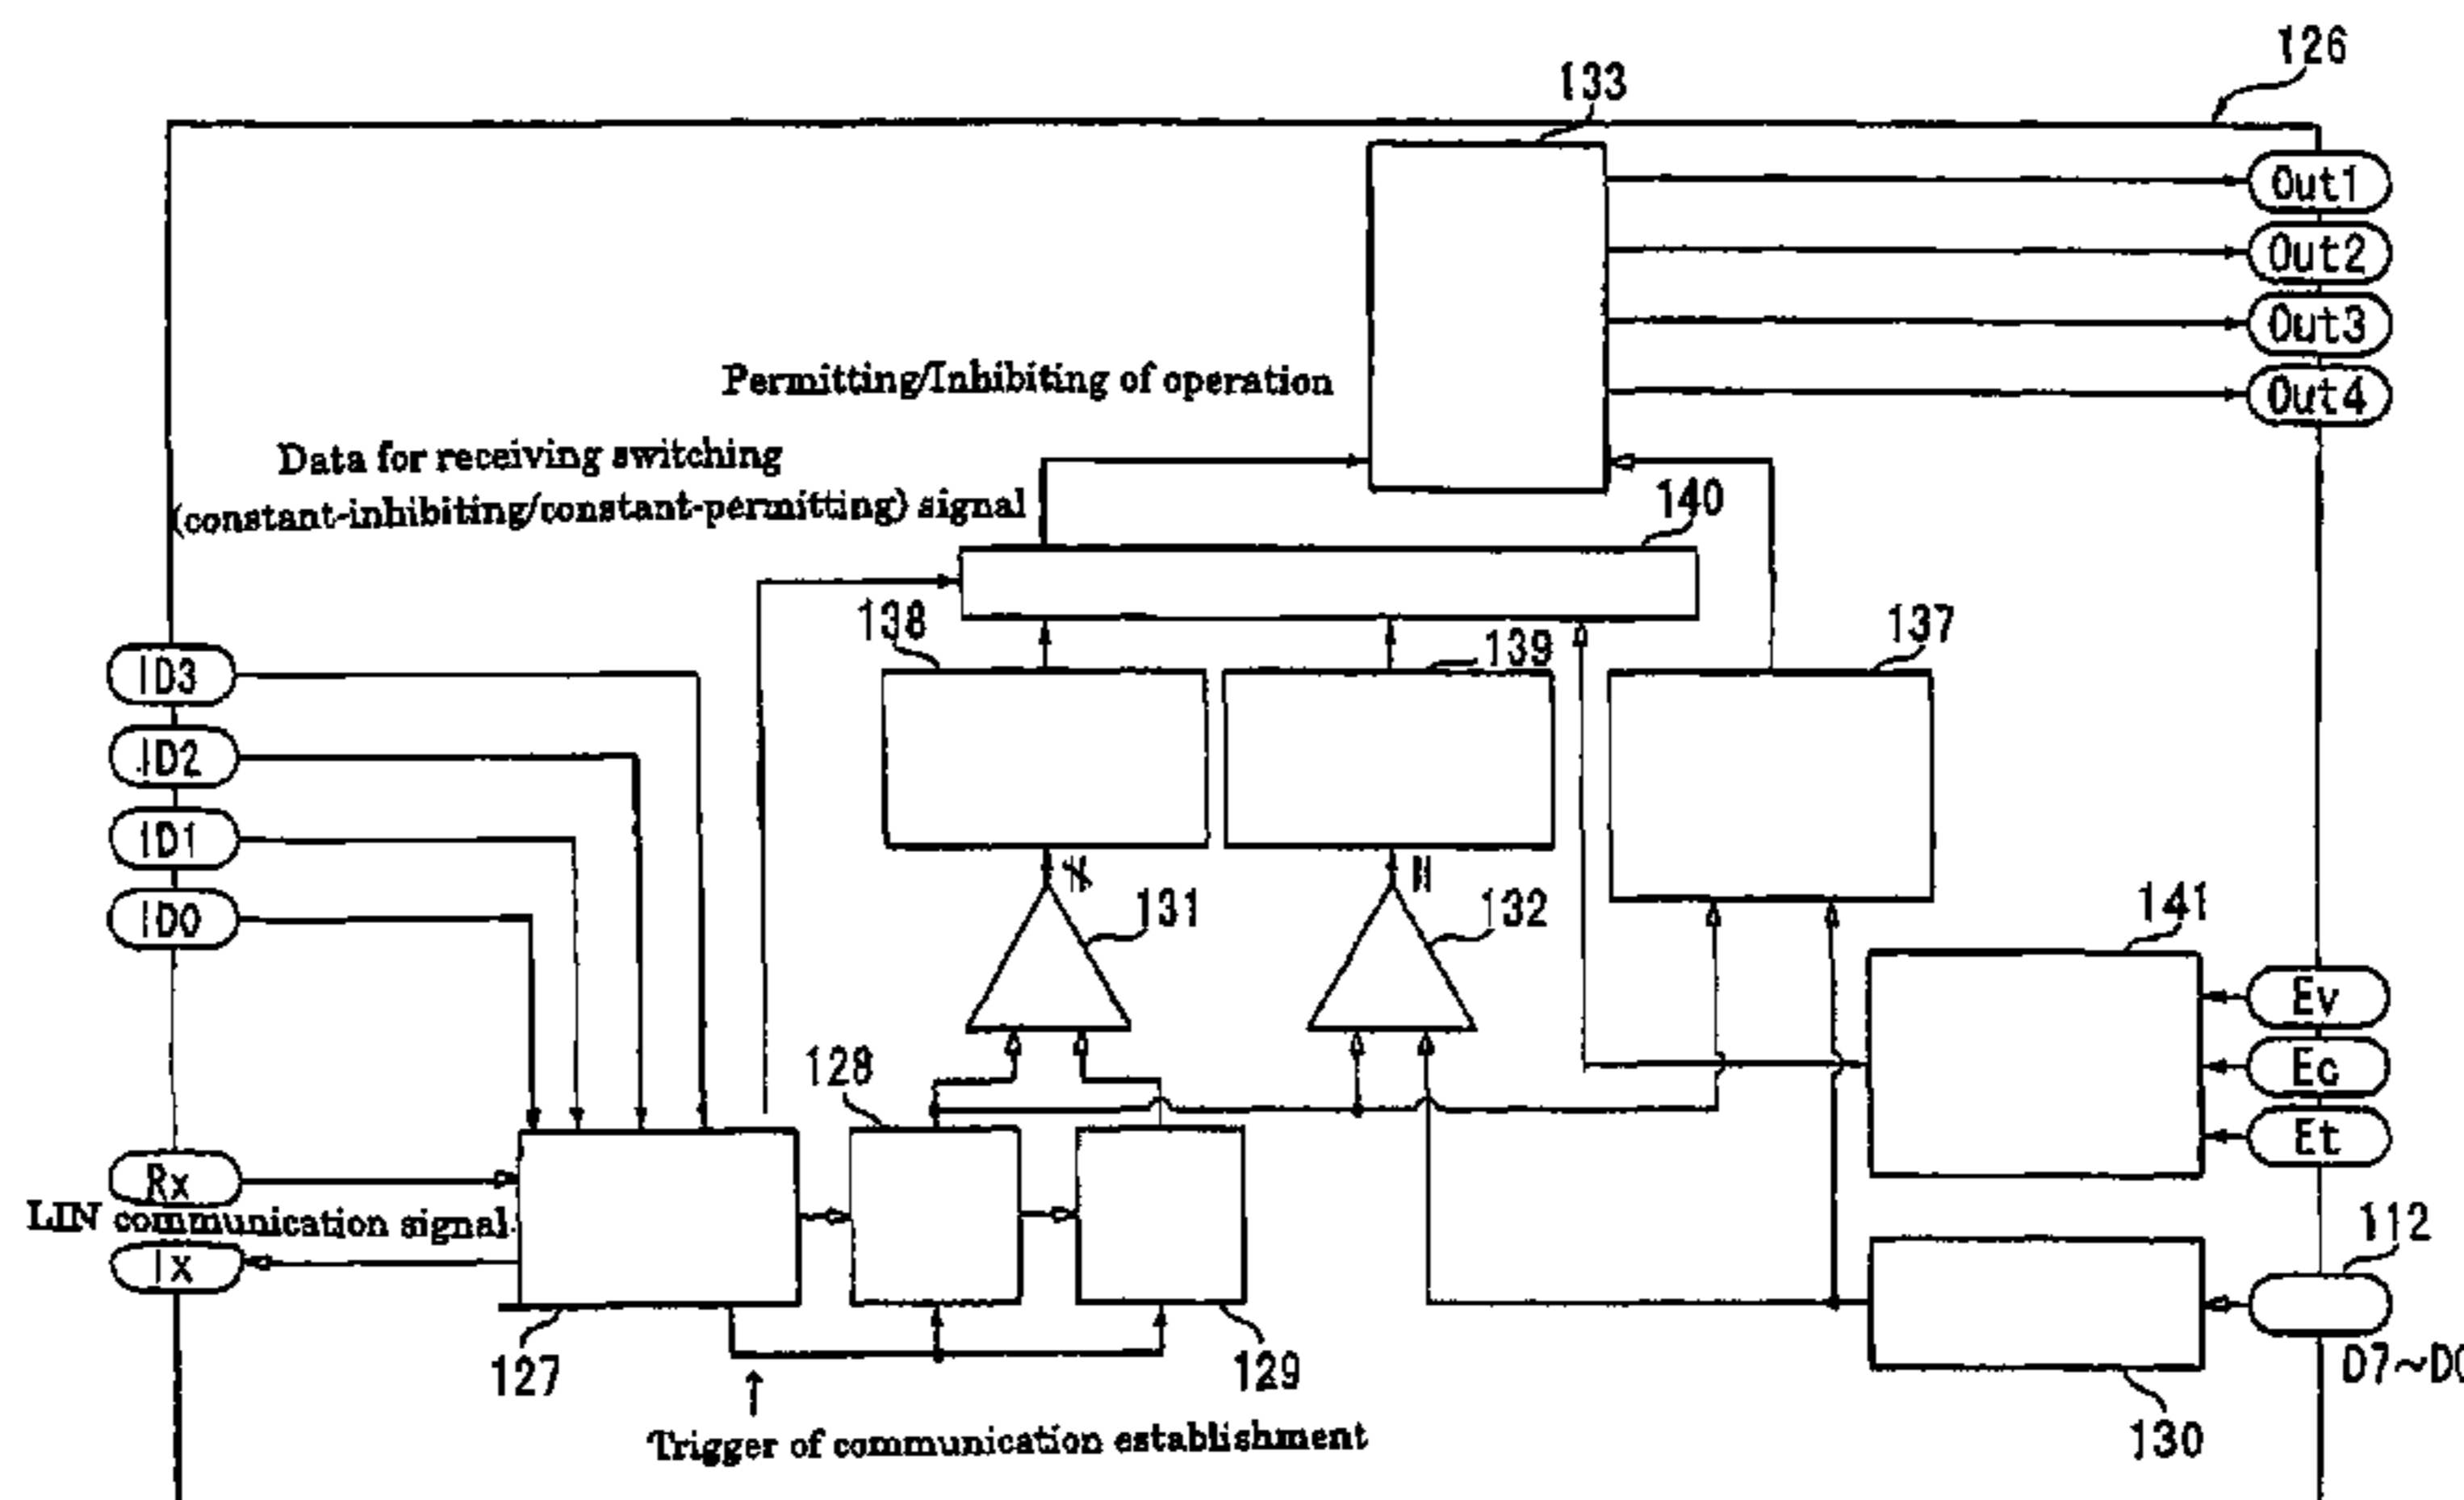 126
133
Out1
Out2
Out3
Out4
Permitting/Inhibiting of operation
Data for receiving switching
(constant-inhibiting/constant-permitting) signal
140
138
139
137
ID3
ID2
ID1
ID0
131
132
141
Ev
Ec
Et
128
Rx
LIN communication signal
Tx
112
D7~D0
127
129
130
↑
Trigger of communication establishment